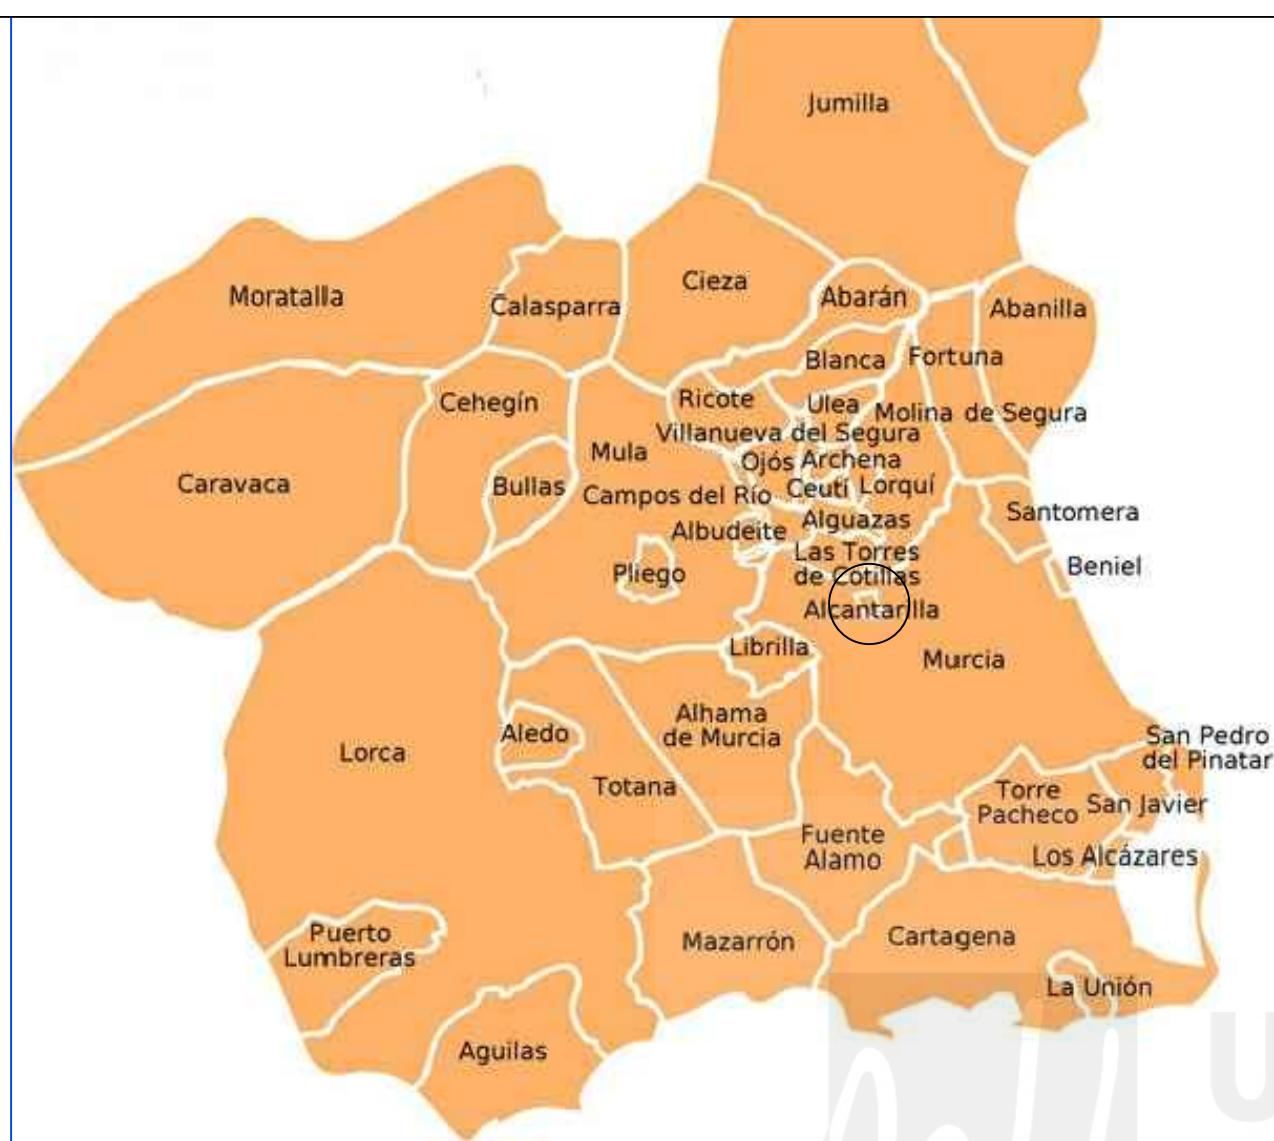 Jumilla
Cieza
Moratalla
Calasparra
Abarán
Abanilla
Blanca
Fortuna
Cehegín
Ricote
Ulea
Molina de Segura
Villanueva del Segura
Mula
Ojós
Archena
Caravaca
Bullas
Campos del Río
Ceutí
Lorquí
Santomera
Albudeite
Alguazas
Las Torres
de Cotillas
Beniel
Pliego
Alcantarilla
Librilla
Murcia
Alhama
de Murcia
Aledo
San Pedro
del Pinatar
Lorca
Totana
Torre
Pacheco
San Javier
Fuente
Alamo
Los Alcázares
Puerto
Lumbreras
Mazarrón
Cartagena
La Unión
Aguilas
U